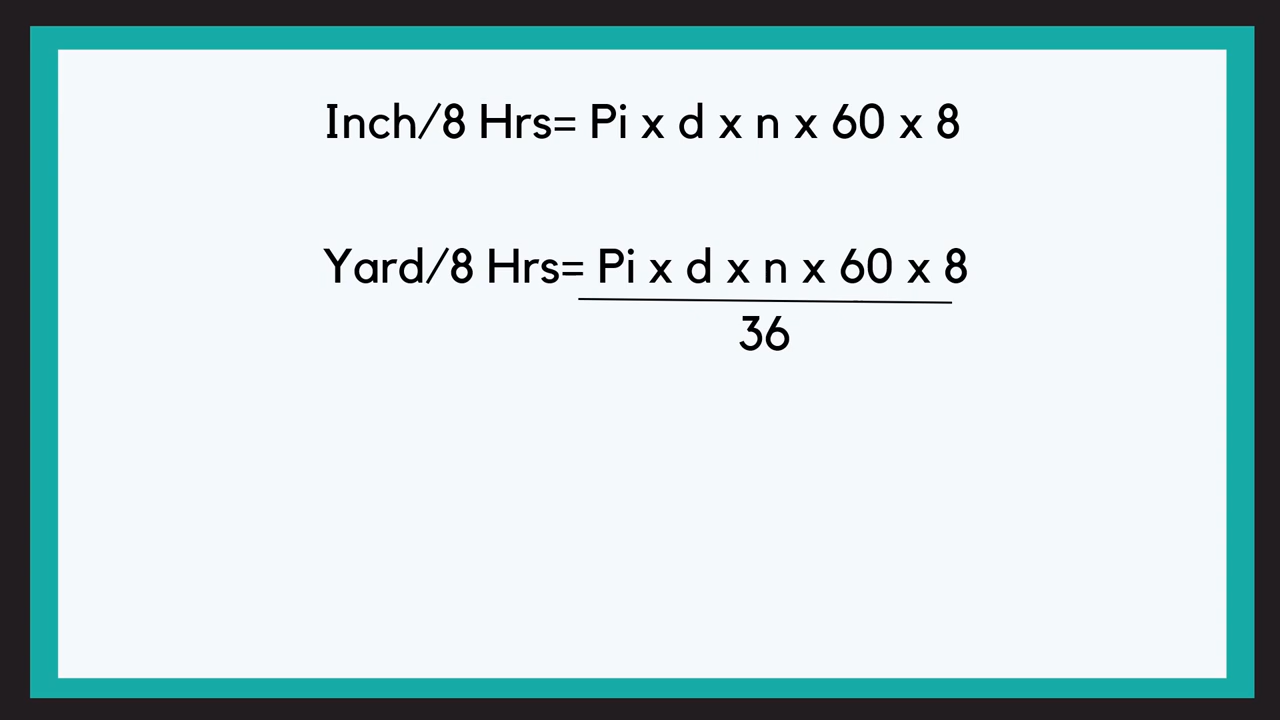 Inch/8 Hrs= Pi x d x n x 60 x 8
Yard/8 Hrs= Pi x d x n x 60 x 8
36